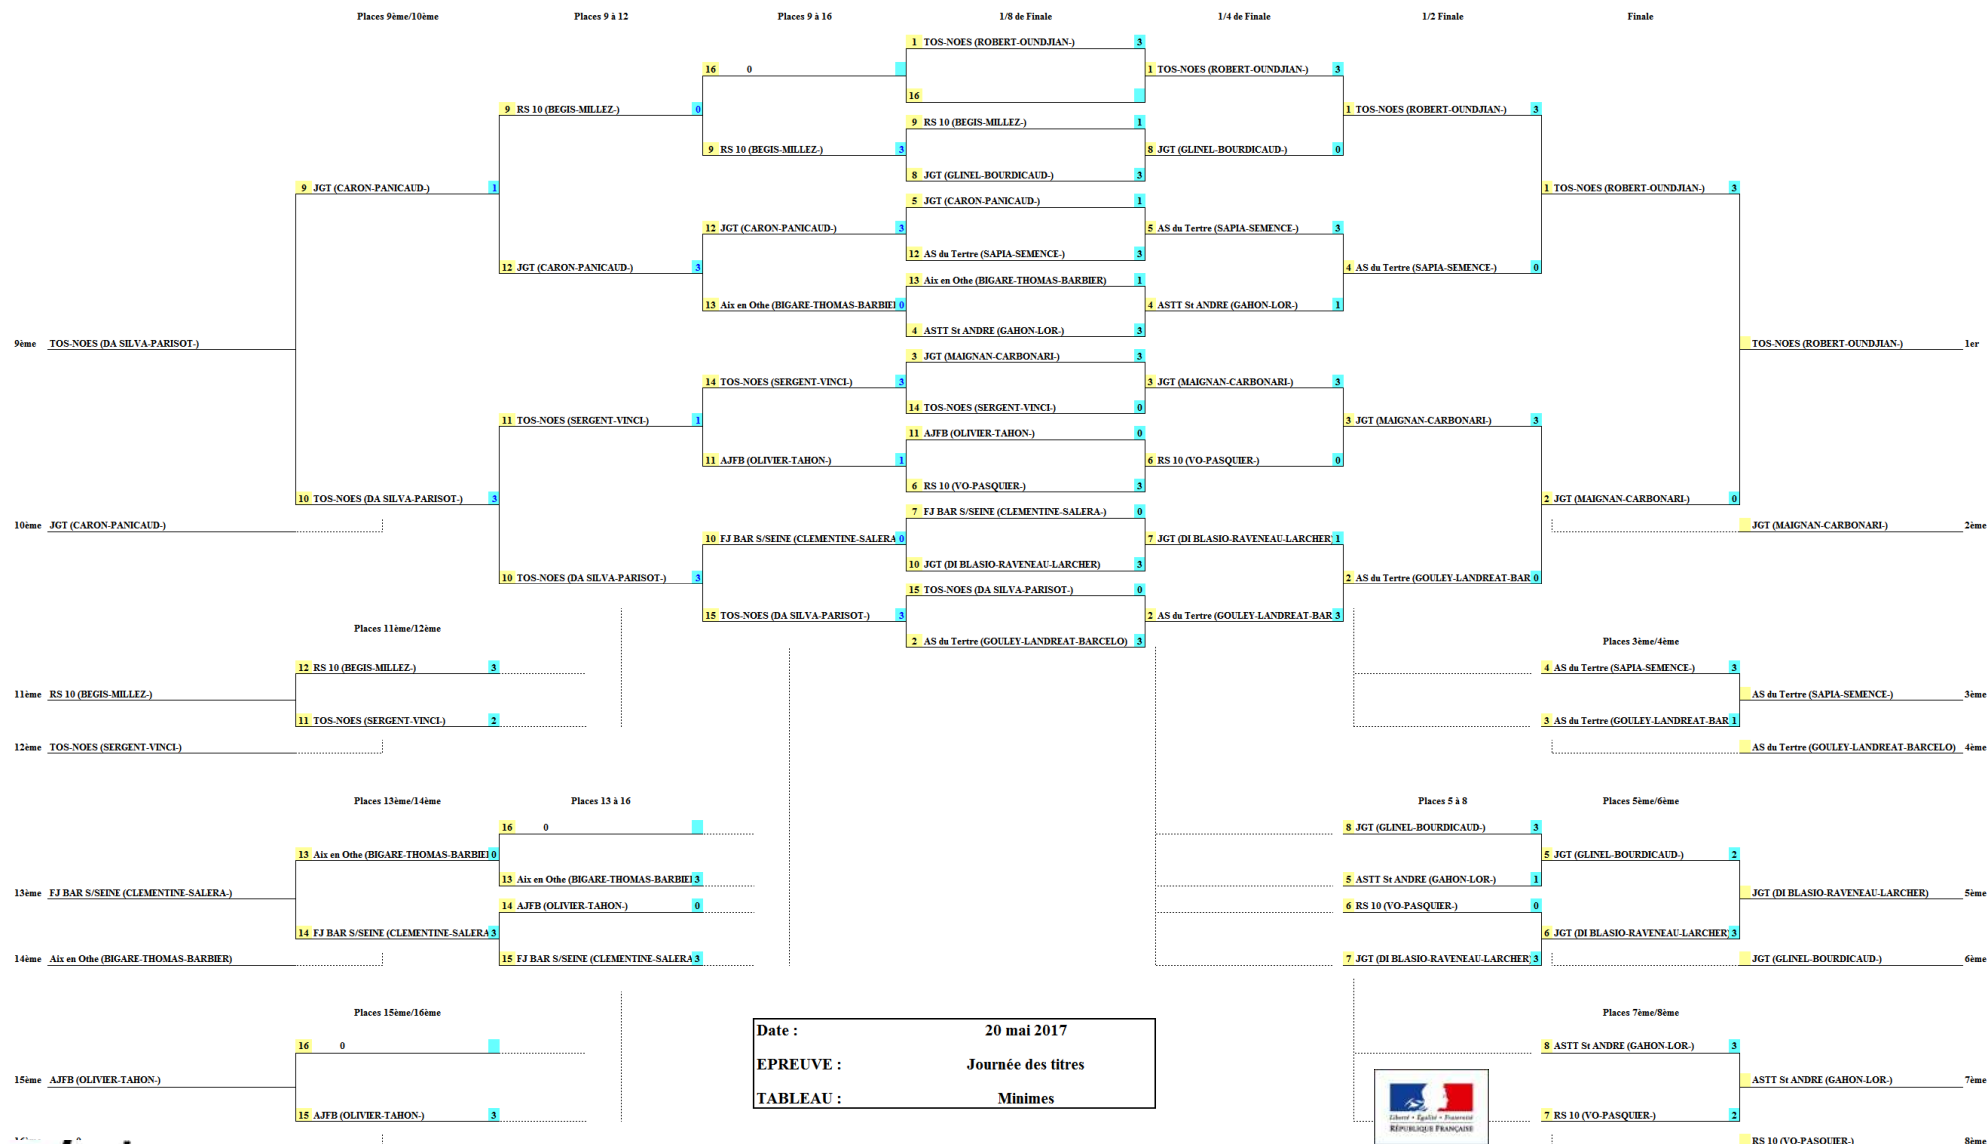 Places 9ème/10ème Places 9 à 12 Places 9 à 16 1/8 de Finale 1/4 de Finale 1/2 Finale Finale
1 TOS-NOES (ROBERT-OUNDJIAN-) 3
16 0 1 TOS-NOES (ROBERT-OUNDJIAN-) 3
16
9 RS 10 (BEGIS-MILLEZ-) 0 1 TOS-NOES (ROBERT-OUNDJIAN-) 3
9 RS 10 (BEGIS-MILLEZ-) 1
9 RS 10 (BEGIS-MILLEZ-) 3 8 JGT (GLINEL-BOURDICAUD-) 0
8 JGT (GLINEL-BOURDICAUD-) 3
9 JGT (CARON-PANICAUD-) 1 1 TOS-NOES (ROBERT-OUNDJIAN-) 3
5 JGT (CARON-PANICAUD-) 1
12 JGT (CARON-PANICAUD-) 3 5 AS du Tertre (SAPIA-SEMENCE-) 3
12 AS du Tertre (SAPIA-SEMENCE-) 3
12 JGT (CARON-PANICAUD-) 3 4 AS du Tertre (SAPIA-SEMENCE-) 0
13 Aix en Othe (BIGARE-THOMAS-BARBIER) 1
13 Aix en Othe (BIGARE-THOMAS-BARBIEI 0 4 ASTT St ANDRE (GAHON-LOR-) 1
4 ASTT St ANDRE (GAHON-LOR-) 3
9ème TOS-NOES (DA SILVA-PARISOT-) TOS-NOES (ROBERT-OUNDJIAN-) 1er
3 JGT (MAIGNAN-CARBONARI-) 3
14 TOS-NOES (SERGENT-VINCI-) 3 3 JGT (MAIGNAN-CARBONARI-) 3
14 TOS-NOES (SERGENT-VINCI-) 0
11 TOS-NOES (SERGENT-VINCI-) 1 3 JGT (MAIGNAN-CARBONARI-) 3
11 AJFB (OLIVIER-TAHON-) 0
11 AJFB (OLIVIER-TAHON-) 1 6 RS 10 (VO-PASQUIER-) 0
6 RS 10 (VO-PASQUIER-) 3
10 TOS-NOES (DA SILVA-PARISOT-) 3 2 JGT (MAIGNAN-CARBONARI-) 0
7 FJ BAR S/SEINE (CLEMENTINE-SALERA-) 0
10ème JGT (CARON-PANICAUD-) JGT (MAIGNAN-CARBONARI-) 2ème
10 FJ BAR S/SEINE (CLEMENTINE-SALERA 0 7 JGT (DI BLASIO-RAVENEAU-LARCHER) 1
10 JGT (DI BLASIO-RAVENEAU-LARCHER) 3
10 TOS-NOES (DA SILVA-PARISOT-) 3 2 AS du Tertre (GOULEY-LANDREAT-BAR 0
15 TOS-NOES (DA SILVA-PARISOT-) 0
15 TOS-NOES (DA SILVA-PARISOT-) 3 2 AS du Tertre (GOULEY-LANDREAT-BAR 3
Places 11ème/12ème
2 AS du Tertre (GOULEY-LANDREAT-BARCELO) 3 Places 3ème/4ème
12 RS 10 (BEGIS-MILLEZ-) 3 4 AS du Tertre (SAPIA-SEMENCE-) 3
11ème RS 10 (BEGIS-MILLEZ-) AS du Tertre (SAPIA-SEMENCE-) 3ème
11 TOS-NOES (SERGENT-VINCI-) 2 3 AS du Tertre (GOULEY-LANDREAT-BAR 1
12ème TOS-NOES (SERGENT-VINCI-) AS du Tertre (GOULEY-LANDREAT-BARCELO) 4ème
Places 13ème/14ème Places 13 à 16 Places 5 à 8 Places 5ème/6ème
16 0 8 JGT (GLINEL-BOURDICAUD-) 3
13 Aix en Othe (BIGARE-THOMAS-BARBIEI 0 5 JGT (GLINEL-BOURDICAUD-) 2
13 Aix en Othe (BIGARE-THOMAS-BARBIEI 3 5 ASTT St ANDRE (GAHON-LOR-) 1
13ème FJ BAR S/SEINE (CLEMENTINE-SALERA-) JGT (DI BLASIO-RAVENEAU-LARCHER) 5ème
14 AJFB (OLIVIER-TAHON-) 0 6 RS 10 (VO-PASQUIER-) 0
14 FJ BAR S/SEINE (CLEMENTINE-SALERA 3 6 JGT (DI BLASIO-RAVENEAU-LARCHER) 3
14ème Aix en Othe (BIGARE-THOMAS-BARBIER) 15 FJ BAR S/SEINE (CLEMENTINE-SALERA 3 7 JGT (DI BLASIO-RAVENEAU-LARCHER) 3 JGT (GLINEL-BOURDICAUD-) 6ème
Places 15ème/16ème Places 7ème/8ème
Date : 20 mai 2017
16 0 8 ASTT St ANDRE (GAHON-LOR-) 3
EPREUVE : Journée des titres
15ème AJFB (OLIVIER-TAHON-) ASTT St ANDRE (GAHON-LOR-) 7ème
TABLEAU : Minimes
15 AJFB (OLIVIER-TAHON-) 3 7 RS 10 (VO-PASQUIER-) 2
Liberté • Égalité • Fraternité
RÉPUBLIQUE FRANÇAISE
RS 10 (VO-PASQUIER-) 8ème